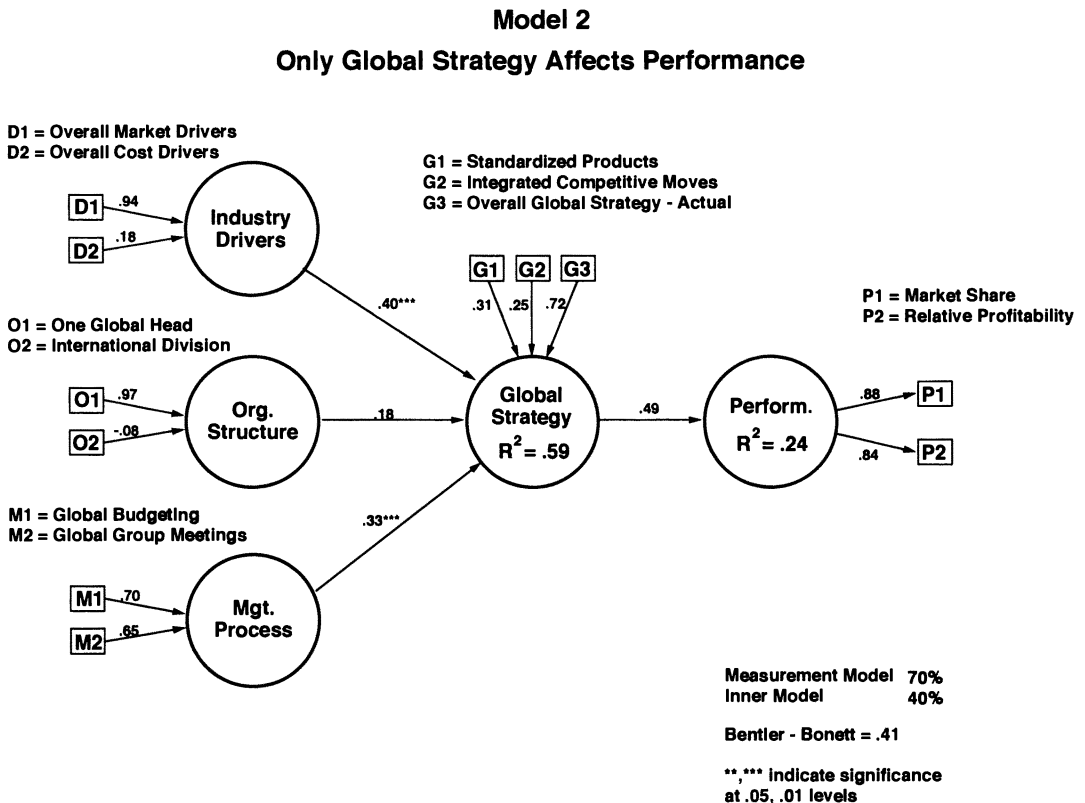 Model 2
Only Global Strategy Affects Performance
D1 = Overall Market Drivers
D2 = Overall Cost Drivers
G1 = Standardized Products
G2 = Integrated Competitive Moves
G3 = Overall Global Strategy - Actual
D1
.94
D2
.18
Industry
Drivers
G1
G2
G3
.31
.25
.72
.40***
P1 = Market Share
P2 = Relative Profitability
O1 = One Global Head
O2 = International Division
O1
.97
O2
-.08
Org.
Structure
.18
Global
Strategy
R² = .59
.49
Perform.
R² = .24
.88
P1
.84
P2
M1 = Global Budgeting
M2 = Global Group Meetings
.33***
M1
.70
M2
.65
Mgt.
Process
Measurement Model 70%
Inner Model 40%
Bentler - Bonett = .41
**,*** indicate significance
at .05, .01 levels